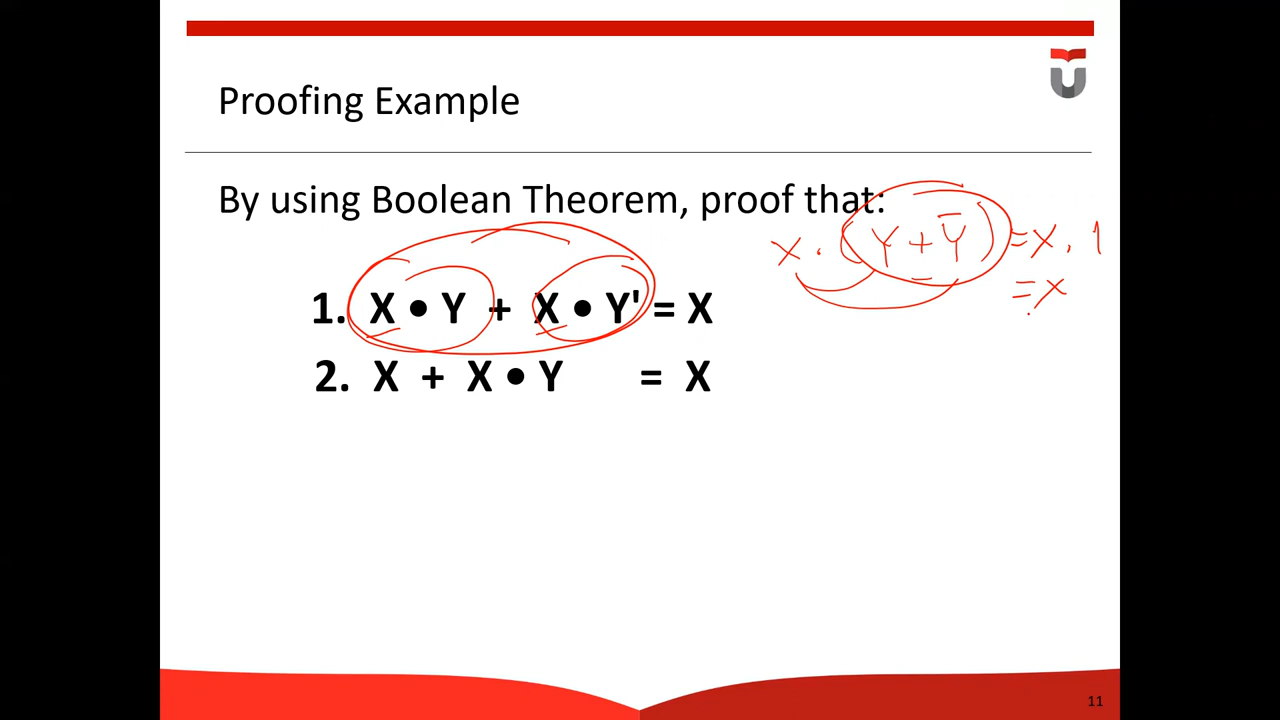 Proofing Example
By using Boolean Theorem, proof that:
X · (Y + Y̅) = X . 1
= X
1. X • Y + X • Y' = X
2. X + X • Y = X
11